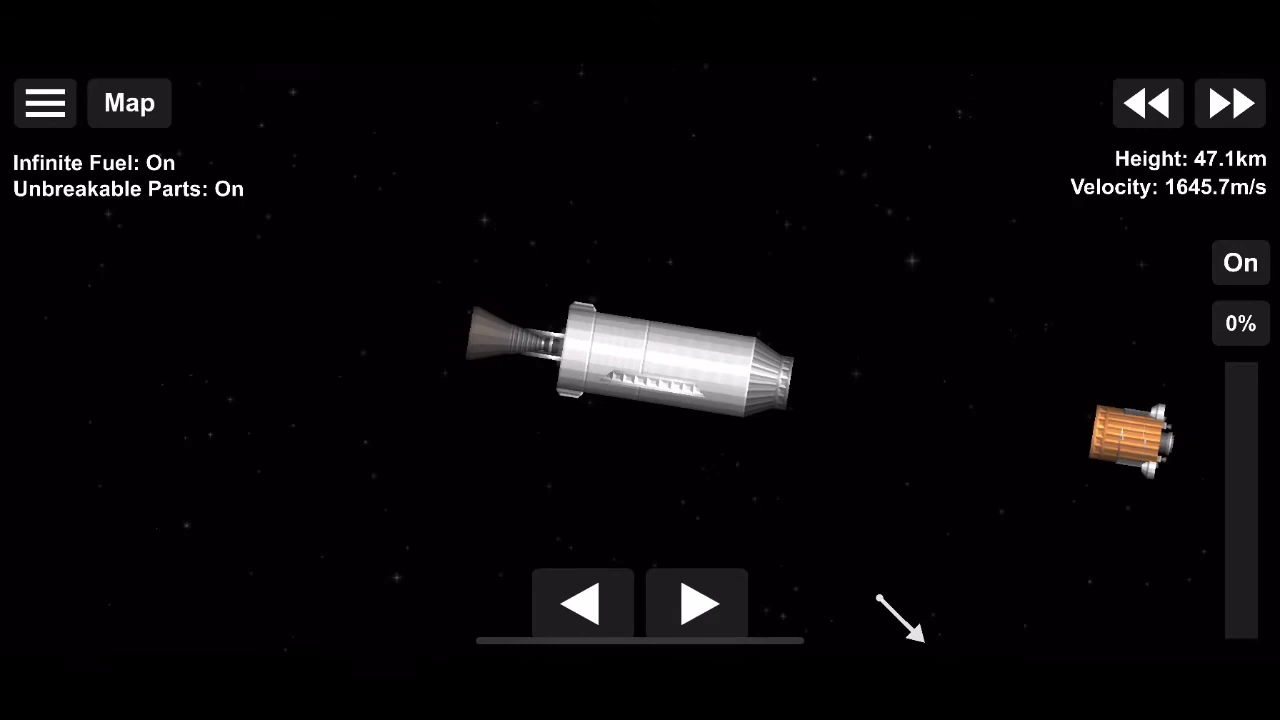 Map
Infinite Fuel: On
Unbreakable Parts: On
Height: 47.1km
Velocity: 1645.7m/s
On
0%